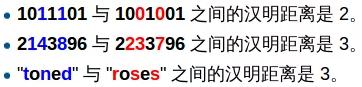 1011101 与 1001001 之间的汉明距离是 2。
2143896 与 2233796 之间的汉明距离是 3。
"toned" 与 "roses" 之间的汉明距离是 3。